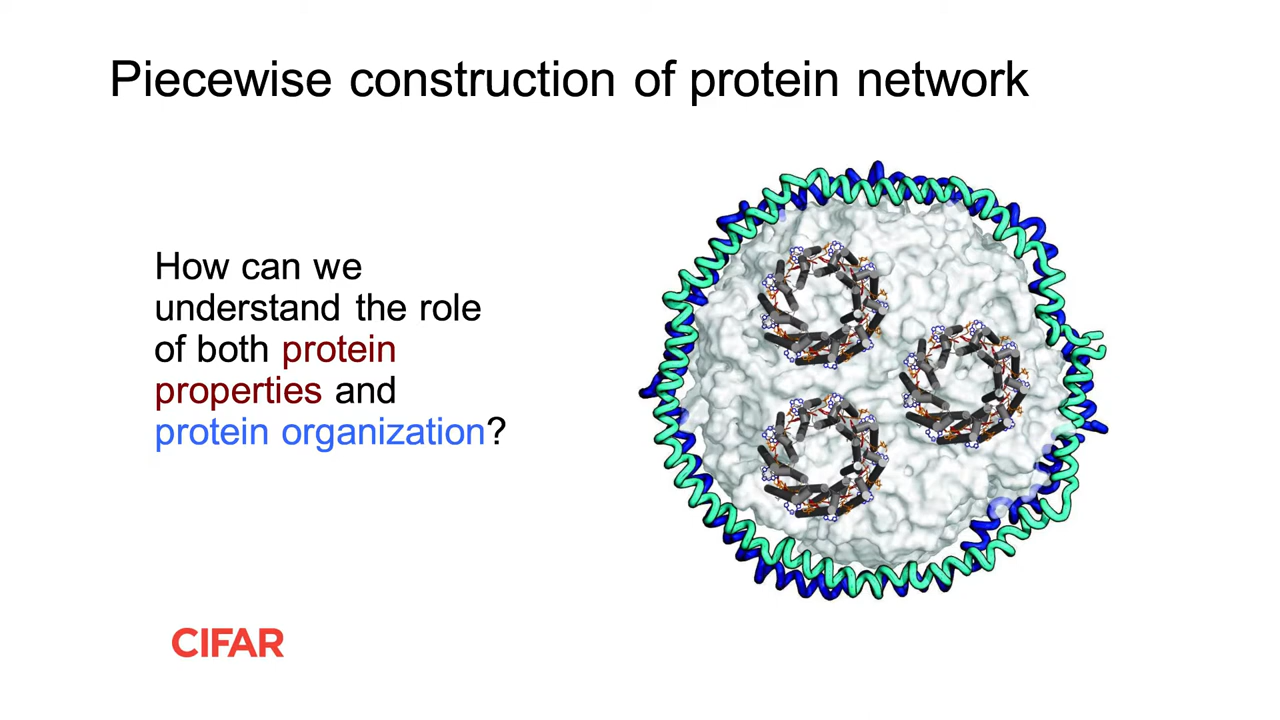 Piecewise construction of protein network
How can we
understand the role
of both protein
properties and
protein organization?
CIFAR